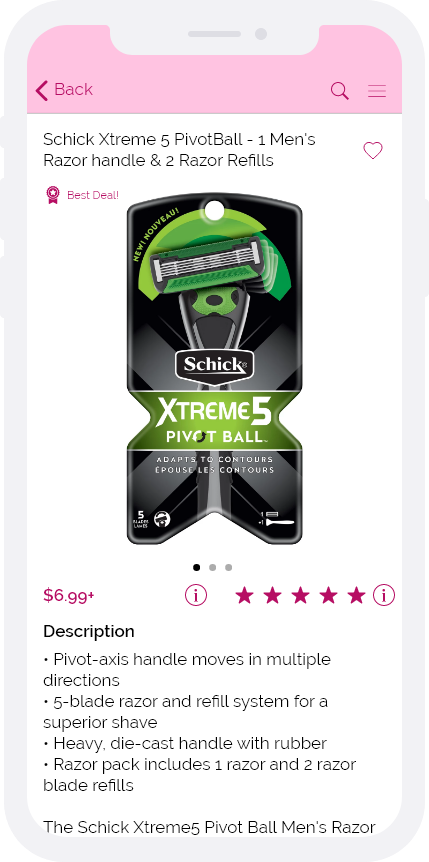 Back
Schick Xtreme 5 PivotBall - 1 Men's
Razor handle & 2 Razor Refills
Best Deal!
NEW! NOUVEAU!
Schick®
XTREME5
PIVOT BALL™
ADAPTS TO CONTOURS
ÉPOUSE LES CONTOURS
5
BLADES
LAMES
1
+1
$6.99+
i
i
Description
• Pivot-axis handle moves in multiple
directions
• 5-blade razor and refill system for a
superior shave
• Heavy, die-cast handle with rubber
• Razor pack includes 1 razor and 2 razor
blade refills
The Schick Xtreme5 Pivot Ball Men's Razor